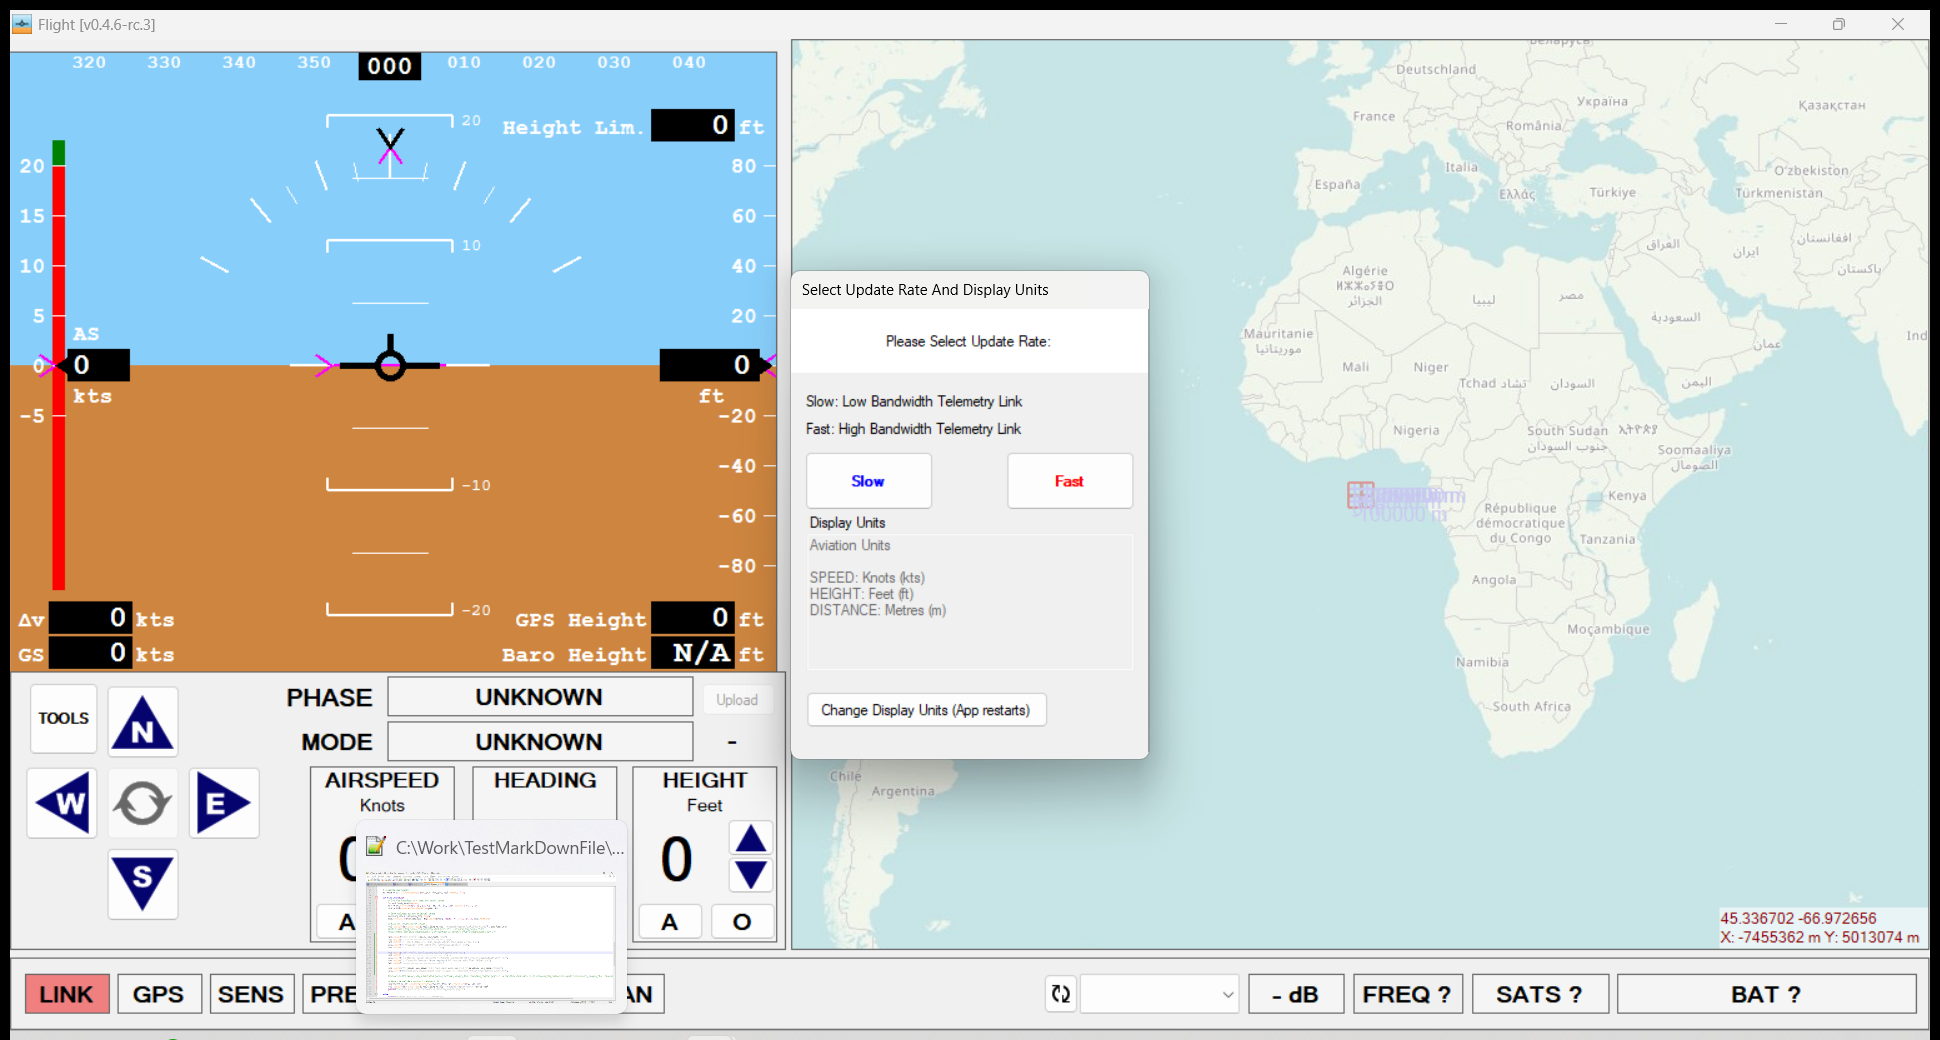 Flight [v0.4.6-rc.3]
320 330 340 350 000 010 020 030 040
20
Height Lim. 0 ft
20
15
10
5
0
-5
AS
0
kts
10
-10
-20
80
60
40
20
0
ft
-20
-40
-60
-80
Δv 0 kts
GS 0 kts
GPS Height 0 ft
Baro Height N/A ft
TOOLS
N
W
E
S
PHASE UNKNOWN Upload
MODE UNKNOWN -
AIRSPEED
Knots
HEADING
HEIGHT
Feet
0
A
A O
C:\Work\TestMarkDownFile\...
LINK GPS SENS PRE AN
- dB FREQ ? SATS ? BAT ?
Select Update Rate And Display Units
Please Select Update Rate:
Slow: Low Bandwidth Telemetry Link
Fast: High Bandwidth Telemetry Link
Slow Fast
Display Units
Aviation Units
SPEED: Knots (kts)
HEIGHT: Feet (ft)
DISTANCE: Metres (m)
Change Display Units (App restarts)
Беларусь
Deutschland
Україна
Қазақстан
France
România
Italia
O'zbekiston
España
Ελλάς
Türkiye
Türkmenistan
العراق
ایران
افغانستان
پاکستان
Algérie
ⵍⵣⵣⴰⵢⴻⵔ
الجزائر
ليبيا
مصر
السعودية
عمان
Ind
Mauritanie
موريتانيا
Mali
Niger
Tchad تشاد
السودان
اليمن
Nigeria
South Sudan
جنوب السودان
ኢትዮጵያ
Soomaaliya
الصومال
100000 m
République
démocratique
du Congo
Kenya
Tanzania
Angola
Moçambique
Namibia
South Africa
Chile
Argentina
45.336702 -66.972656
X: -7455362 m Y: 5013074 m